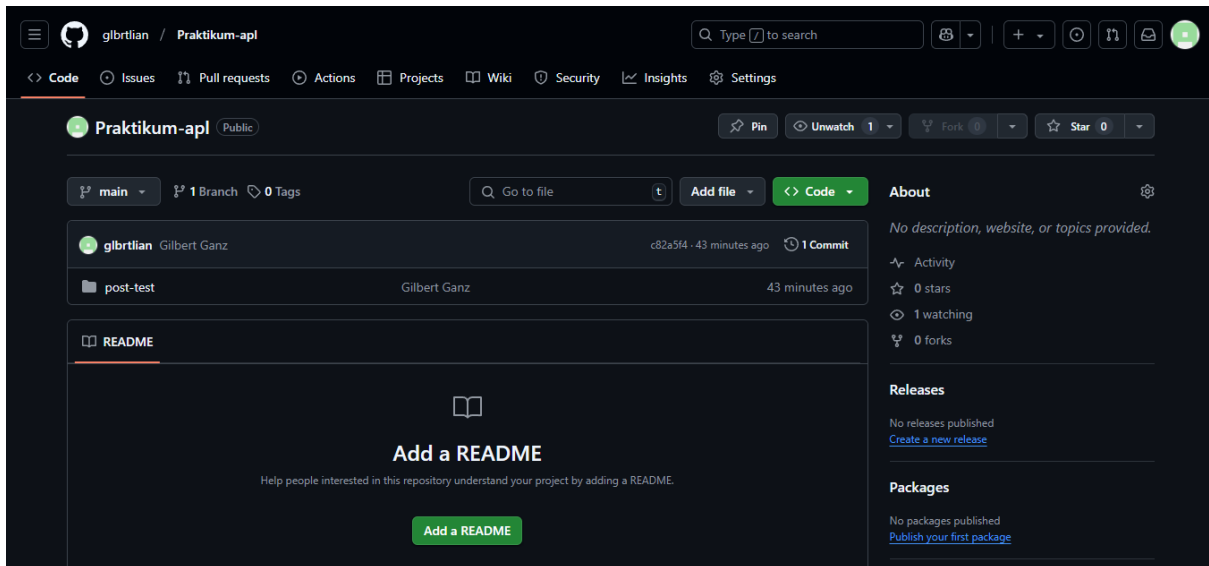 glbrtlian / Praktikum-apl Type / to search
Code Issues Pull requests Actions Projects Wiki Security Insights Settings
Praktikum-apl Public Pin Unwatch 1 Fork 0 Star 0
main 1 Branch 0 Tags Go to file t Add file Code
glbrtlian Gilbert Ganz c82a5f4 · 43 minutes ago 1 Commit
post-test Gilbert Ganz 43 minutes ago
README
Add a README
Help people interested in this repository understand your project by adding a README.
Add a README
About
No description, website, or topics provided.
Activity
0 stars
1 watching
0 forks
Releases
No releases published
Create a new release
Packages
No packages published
Publish your first package